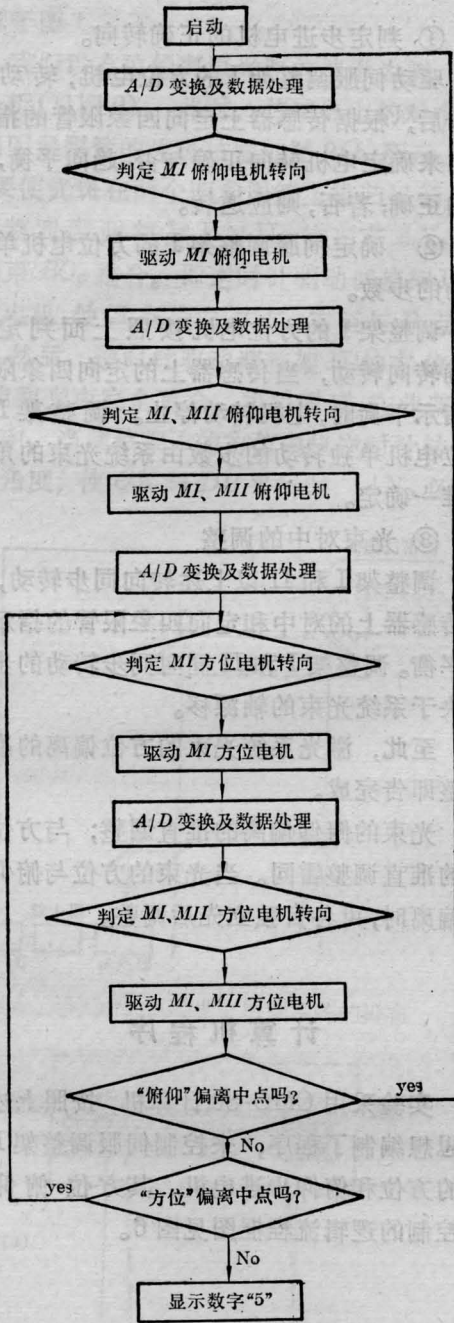 启动
A/D 变换及数据处理
判定 MI 俯仰电机转向
驱动 MI 俯仰电机
A/D 变换及数据处理
判定 MI、MII 俯仰电机转向
驱动 MI、MII 俯仰电机
A/D 变换及数据处理
判定 MI 方位电机转向
驱动 MI 方位电机
A/D 变换及数据处理
判定 MI、MII 方位电机转向
驱动 MI、MII 方位电机
“俯仰”偏离中点吗?
yes
No
“方位”偏离中点吗?
yes
No
显示数字“5”